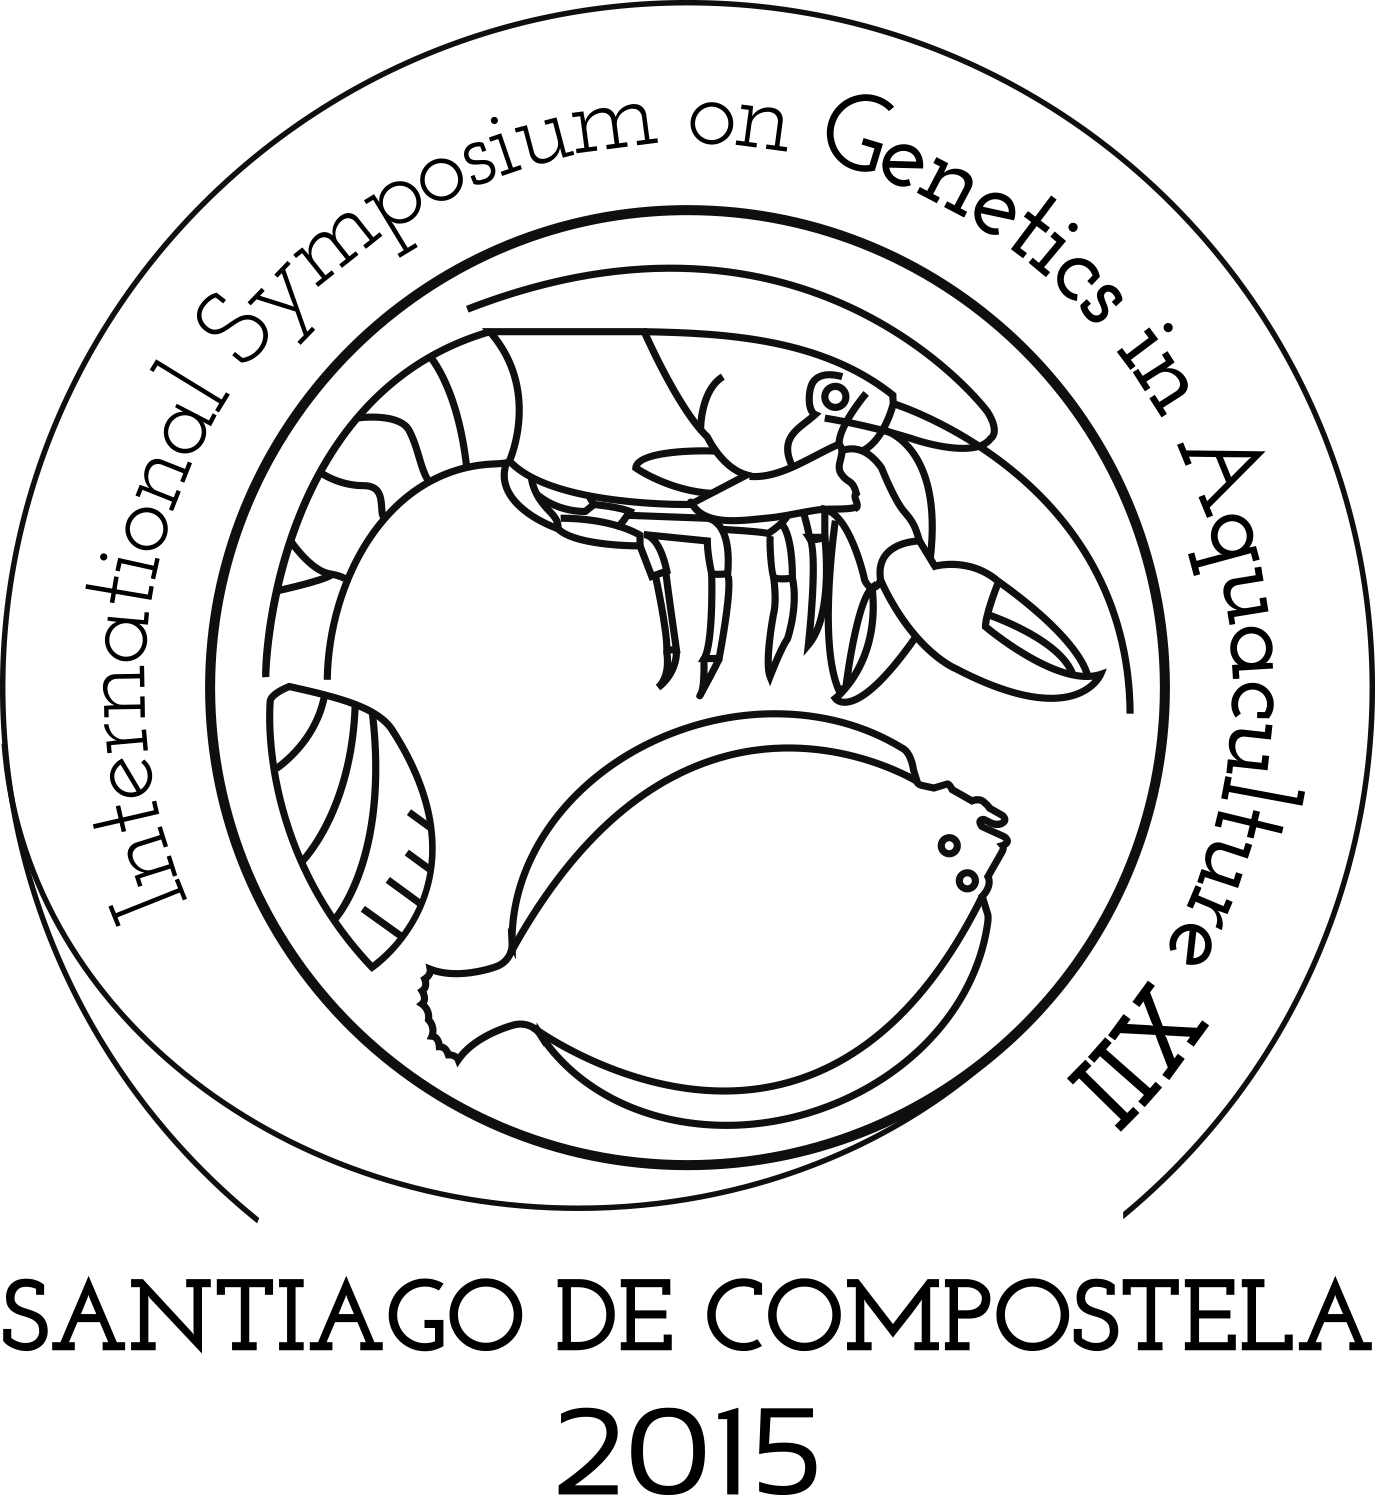 International Symposium on Genetics in Aquaculture XII
SANTIAGO DE COMPOSTELA
2015